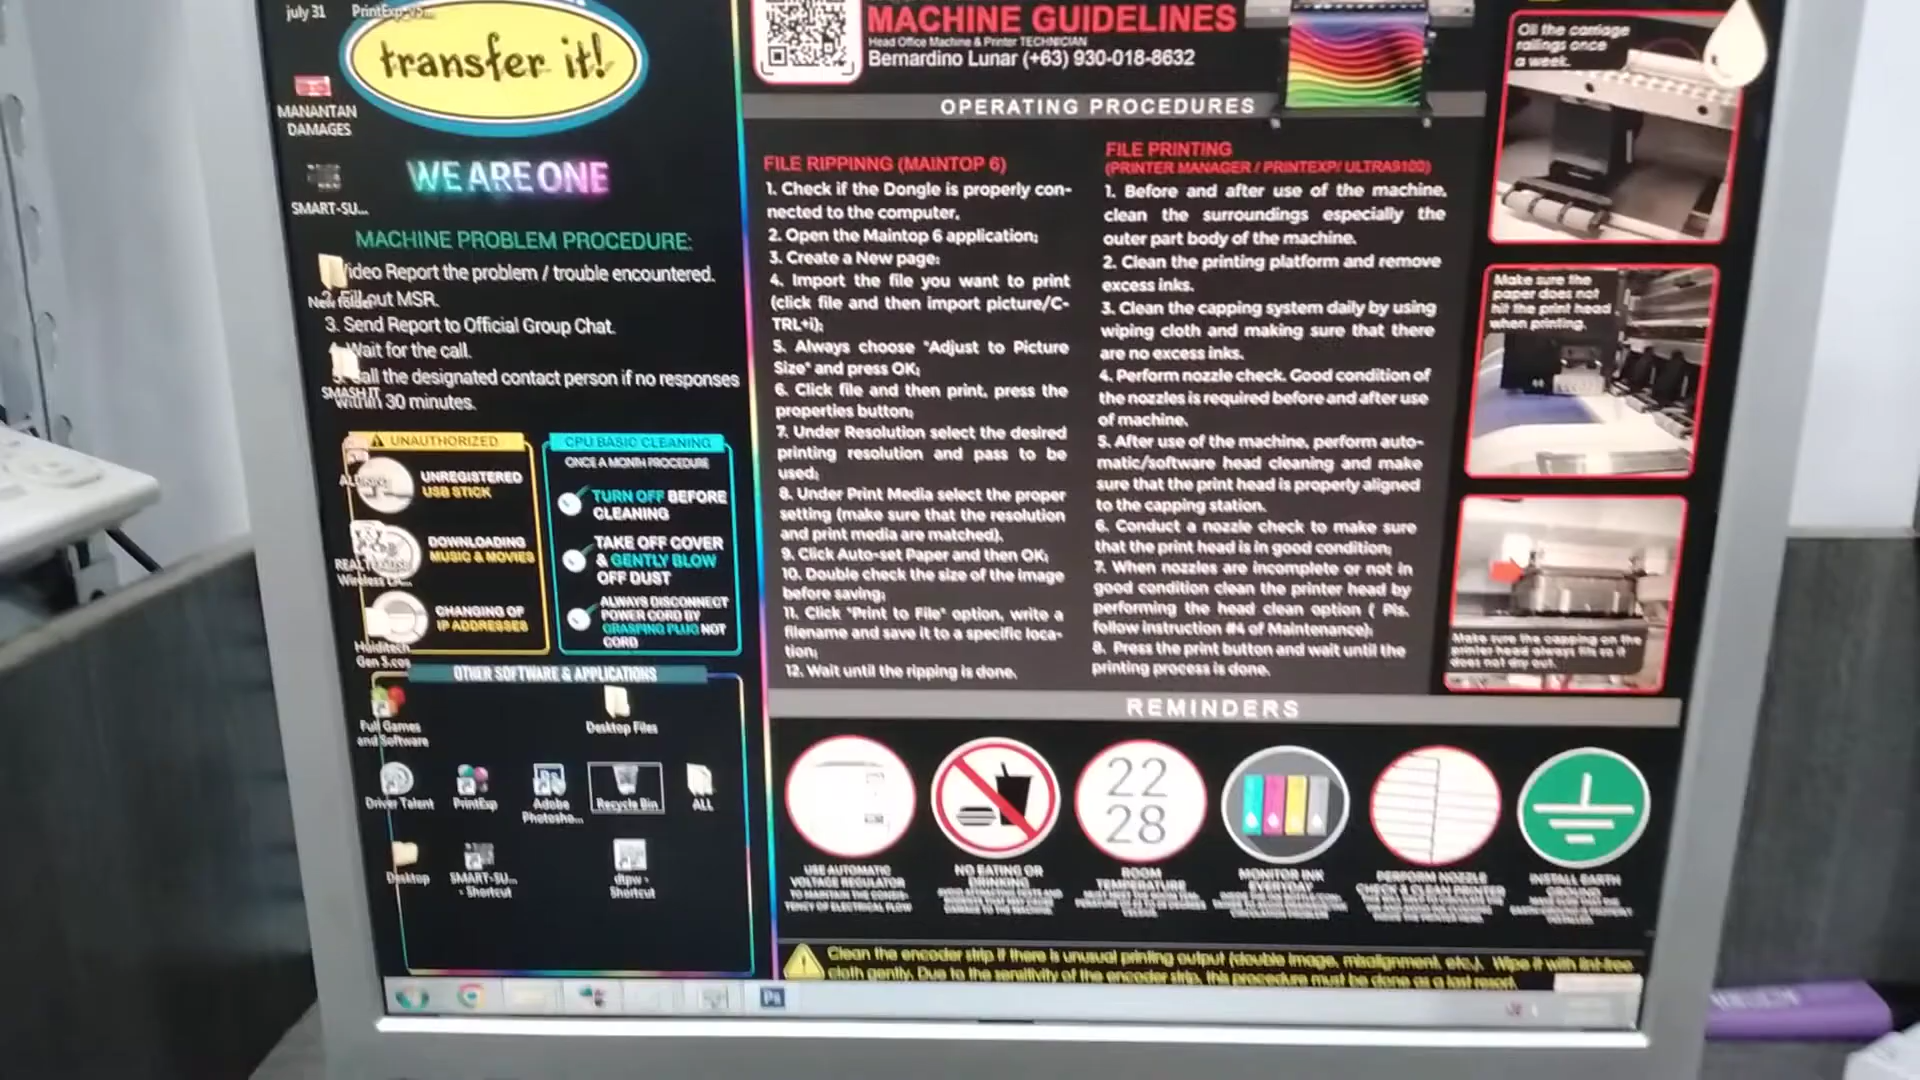 july 31
PrintExp_v5...
transfer it!
MANANTAN
DAMAGES
WE ARE ONE
SMART-SU...
MACHINE PROBLEM PROCEDURE:
Video Report the problem / trouble encountered.
New folder
2. Fill out MSR.
3. Send Report to Official Group Chat.
4. Wait for the call.
5. Call the designated contact person if no responses
SMASH IT
within 30 minutes.
UNAUTHORIZED
UNREGISTERED
USB STICK
DOWNLOADING
MUSIC & MOVIES
CHANGING OF
IP ADDRESSES
CPU BASIC CLEANING
ONCE A MONTH PROCEDURE
TURN OFF BEFORE
CLEANING
TAKE OFF COVER
& GENTLY BLOW
OFF DUST
ALWAYS DISCONNECT
POWER CORD BY
GRASPING PLUG NOT
CORD
Wireless LA...
Gen 5.cos
OTHER SOFTWARE & APPLICATIONS
Full Games
and Software
Desktop Files
Driver Talent
PrintExp
Adobe
Photosho...
Recycle Bin
ALL
Desktop
SMART-SU...
- Shortcut
dtpw -
Shortcut
MACHINE GUIDELINES
Head Office Machine & Printer TECHNICIAN
Bernardino Lunar (+63) 930-018-8632
OPERATING PROCEDURES
FILE RIPPINNG (MAINTOP 6)
1. Check if the Dongle is properly con-
nected to the computer.
2. Open the Maintop 6 application;
3. Create a New page;
4. Import the file you want to print
(click file and then import picture/C-
TRL+i);
5. Always choose "Adjust to Picture
Size" and press OK;
6. Click file and then print, press the
properties button;
7. Under Resolution select the desired
printing resolution and pass to be
used;
8. Under Print Media select the proper
setting (make sure that the resolution
and print media are matched).
9. Click Auto-set Paper and then OK;
10. Double check the size of the image
before saving;
11. Click "Print to File" option, write a
filename and save it to a specific loca-
tion;
12. Wait until the ripping is done.
FILE PRINTING
(PRINTER MANAGER / PRINTEXP/ ULTRA9100)
1. Before and after use of the machine,
clean the surroundings especially the
outer part body of the machine.
2. Clean the printing platform and remove
excess inks.
3. Clean the capping system daily by using
wiping cloth and making sure that there
are no excess inks.
4. Perform nozzle check. Good condition of
the nozzles is required before and after use
of machine.
5. After use of the machine, perform auto-
matic/software head cleaning and make
sure that the print head is properly aligned
to the capping station.
6. Conduct a nozzle check to make sure
that the print head is in good condition;
7. When nozzles are incomplete or not in
good condition clean the printer head by
performing the head clean option ( Pls.
follow instruction #4 of Maintenance);
8. Press the print button and wait until the
printing process is done.
Oil the carriage
railings once
a week.
Make sure the
paper does not
hit the print head
when printing.
Make sure the capping on the
printer head always fits so it
does not dry out.
REMINDERS
22
28
USE AUTOMATIC
VOLTAGE REGULATOR
TO MAINTAIN THE CONSIS-
TENCY OF ELECTRICAL FLOW
NO EATING OR
DRINKING
ROOM
TEMPERATURE
MONITOR INK
EVERYDAY
PERFORM NOZZLE
CHECK & CLEAN PRINTER
INSTALL EARTH
GROUND
Clean the encoder strip if there is unusual printing output (double image, misalignment, etc.). Wipe it with lint-free
cloth gently. Due to the sensitivity of the encoder strip, this procedure must be done as a last resort.
Ps